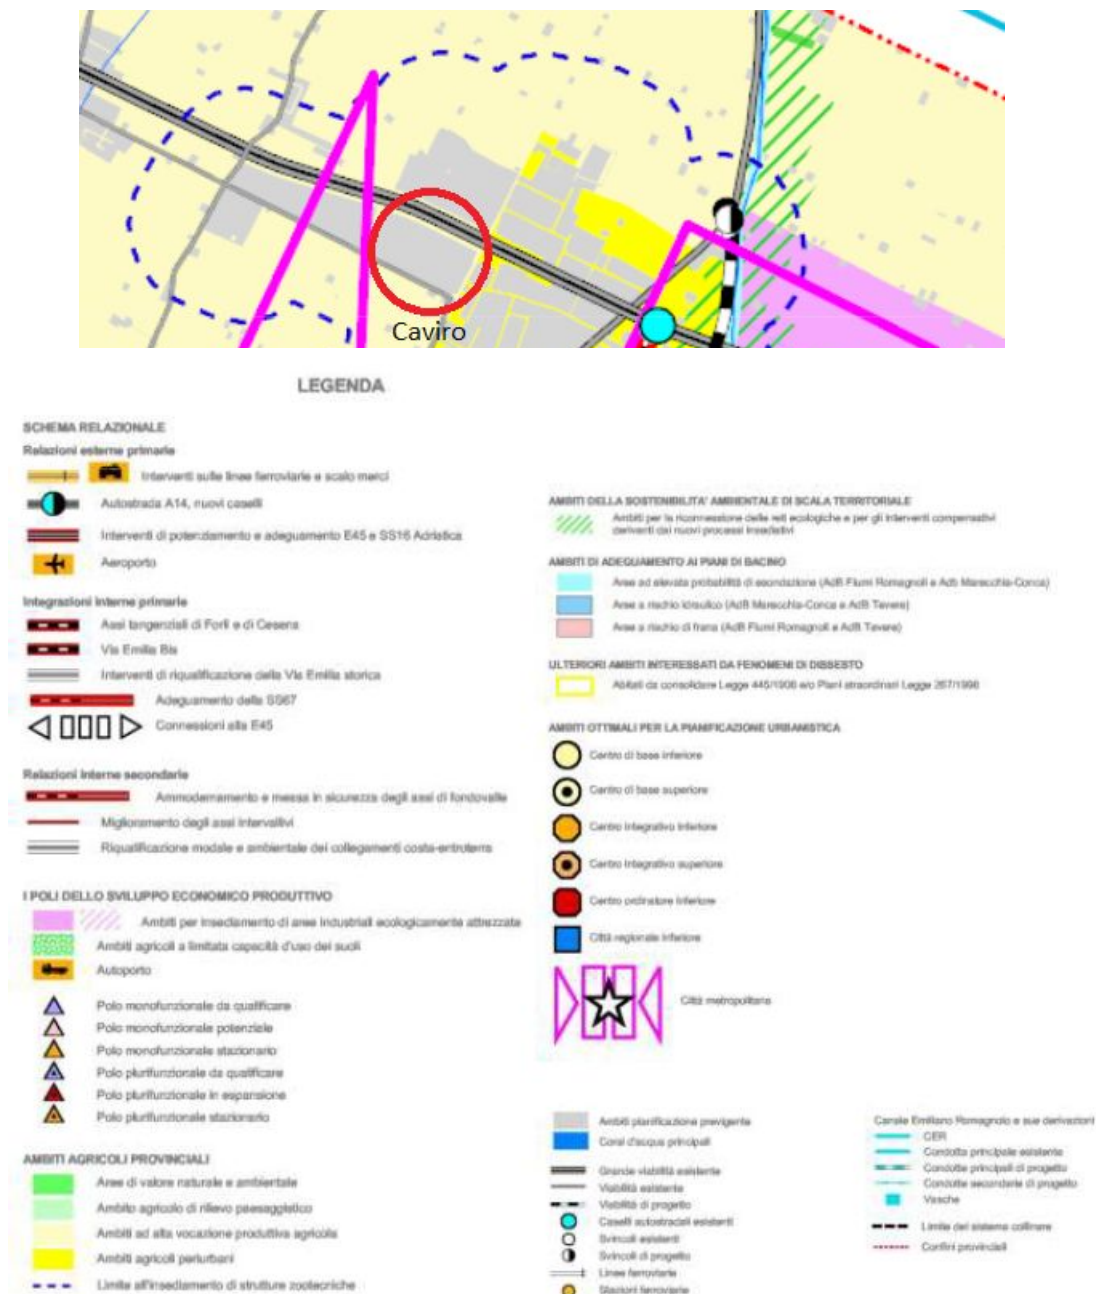 Caviro
LEGENDA
SCHEMA RELAZIONALE
Relazioni esterne primarie
Interventi sulle linee ferroviarie e scalo merci
Autostrada A14, nuovi caselli
Interventi di potenziamento e adeguamento E45 e SS16 Adriatica
Aeroporto
Integrazioni interne primarie
Assi tangenziali di Forlì e di Cesena
Via Emilia Bis
Interventi di riqualificazione della Via Emilia storica
Adeguamento della SS67
Connessioni alla E45
Relazioni interne secondarie
Ammodernamento e messa in sicurezza degli assi di fondovalle
Miglioramento degli assi intervallivi
Riqualificazione modale e ambientale dei collegamenti costa-entroterra
I POLI DELLO SVILUPPO ECONOMICO PRODUTTIVO
Ambiti per insediamento di aree industriali ecologicamente attrezzate
Ambiti agricoli a limitata capacità d'uso dei suoli
Autoporto
Polo monofunzionale da qualificare
Polo monofunzionale potenziale
Polo monofunzionale stazionario
Polo plurifunzionale da qualificare
Polo plurifunzionale in espansione
Polo plurifunzionale stazionario
AMBITI AGRICOLI PROVINCIALI
Aree di valore naturale e ambientale
Ambito agricolo di rilievo paesaggistico
Ambiti ad alta vocazione produttiva agricola
Ambiti agricoli periurbani
Limite all'insediamento di strutture zootecniche
AMBITI DELLA SOSTENIBILITA' AMBIENTALE DI SCALA TERRITORIALE
Ambiti per la riconnessione delle reti ecologiche e per gli interventi compensativi
derivanti dai nuovi processi insediativi
AMBITI DI ADEGUAMENTO AI PIANI DI BACINO
Aree ad elevata probabilità di esondazione (AdB Fiumi Romagnoli e Adb Marecchia-Conca)
Aree a rischio idraulico (AdB Marecchia-Conca e AdB Tevere)
Aree a rischio di frana (AdB Fiumi Romagnoli e AdB Tevere)
ULTERIORI AMBITI INTERESSATI DA FENOMENI DI DISSESTO
Abitati da consolidare Legge 445/1908 e/o Piani straordinari Legge 267/1998
AMBITI OTTIMALI PER LA PIANIFICAZIONE URBANISTICA
Centro di base inferiore
Centro di base superiore
Centro integrativo inferiore
Centro integrativo superiore
Centro ordinatore inferiore
Città regionale inferiore
Città metropolitana
Ambiti pianificazione previgente
Corsi d'acqua principali
Grande viabilità esistente
Viabilità esistente
Viabilità di progetto
Caselli autostradali esistenti
Svincoli esistenti
Svincoli di progetto
Linee ferroviarie
Stazioni ferroviarie
Canale Emiliano Romagnolo e sue derivazioni
CER
Condotta principale esistente
Condotte principali di progetto
Condotte secondarie di progetto
Vasche
Limite del sistema collinare
Confini provinciali